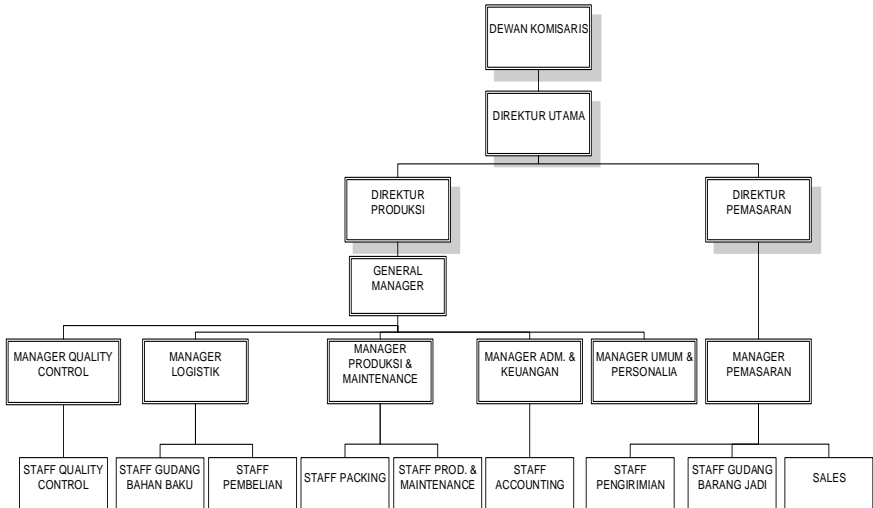 DEWAN KOMISARIS
DIREKTUR UTAMA
DIREKTUR
PRODUKSI
DIREKTUR
PEMASARAN
GENERAL
MANAGER
MANAGER QUALITY
CONTROL
MANAGER
LOGISTIK
MANAGER
PRODUKSI &
MAINTENANCE
MANAGER ADM. &
KEUANGAN
MANAGER UMUM &
PERSONALIA
MANAGER
PEMASARAN
STAFF QUALITY
CONTROL
STAFF GUDANG
BAHAN BAKU
STAFF
PEMBELIAN
STAFF PACKING
STAFF PROD. &
MAINTENANCE
STAFF
ACCOUNTING
STAFF
PENGIRIMIAN
STAFF GUDANG
BARANG JADI
SALES